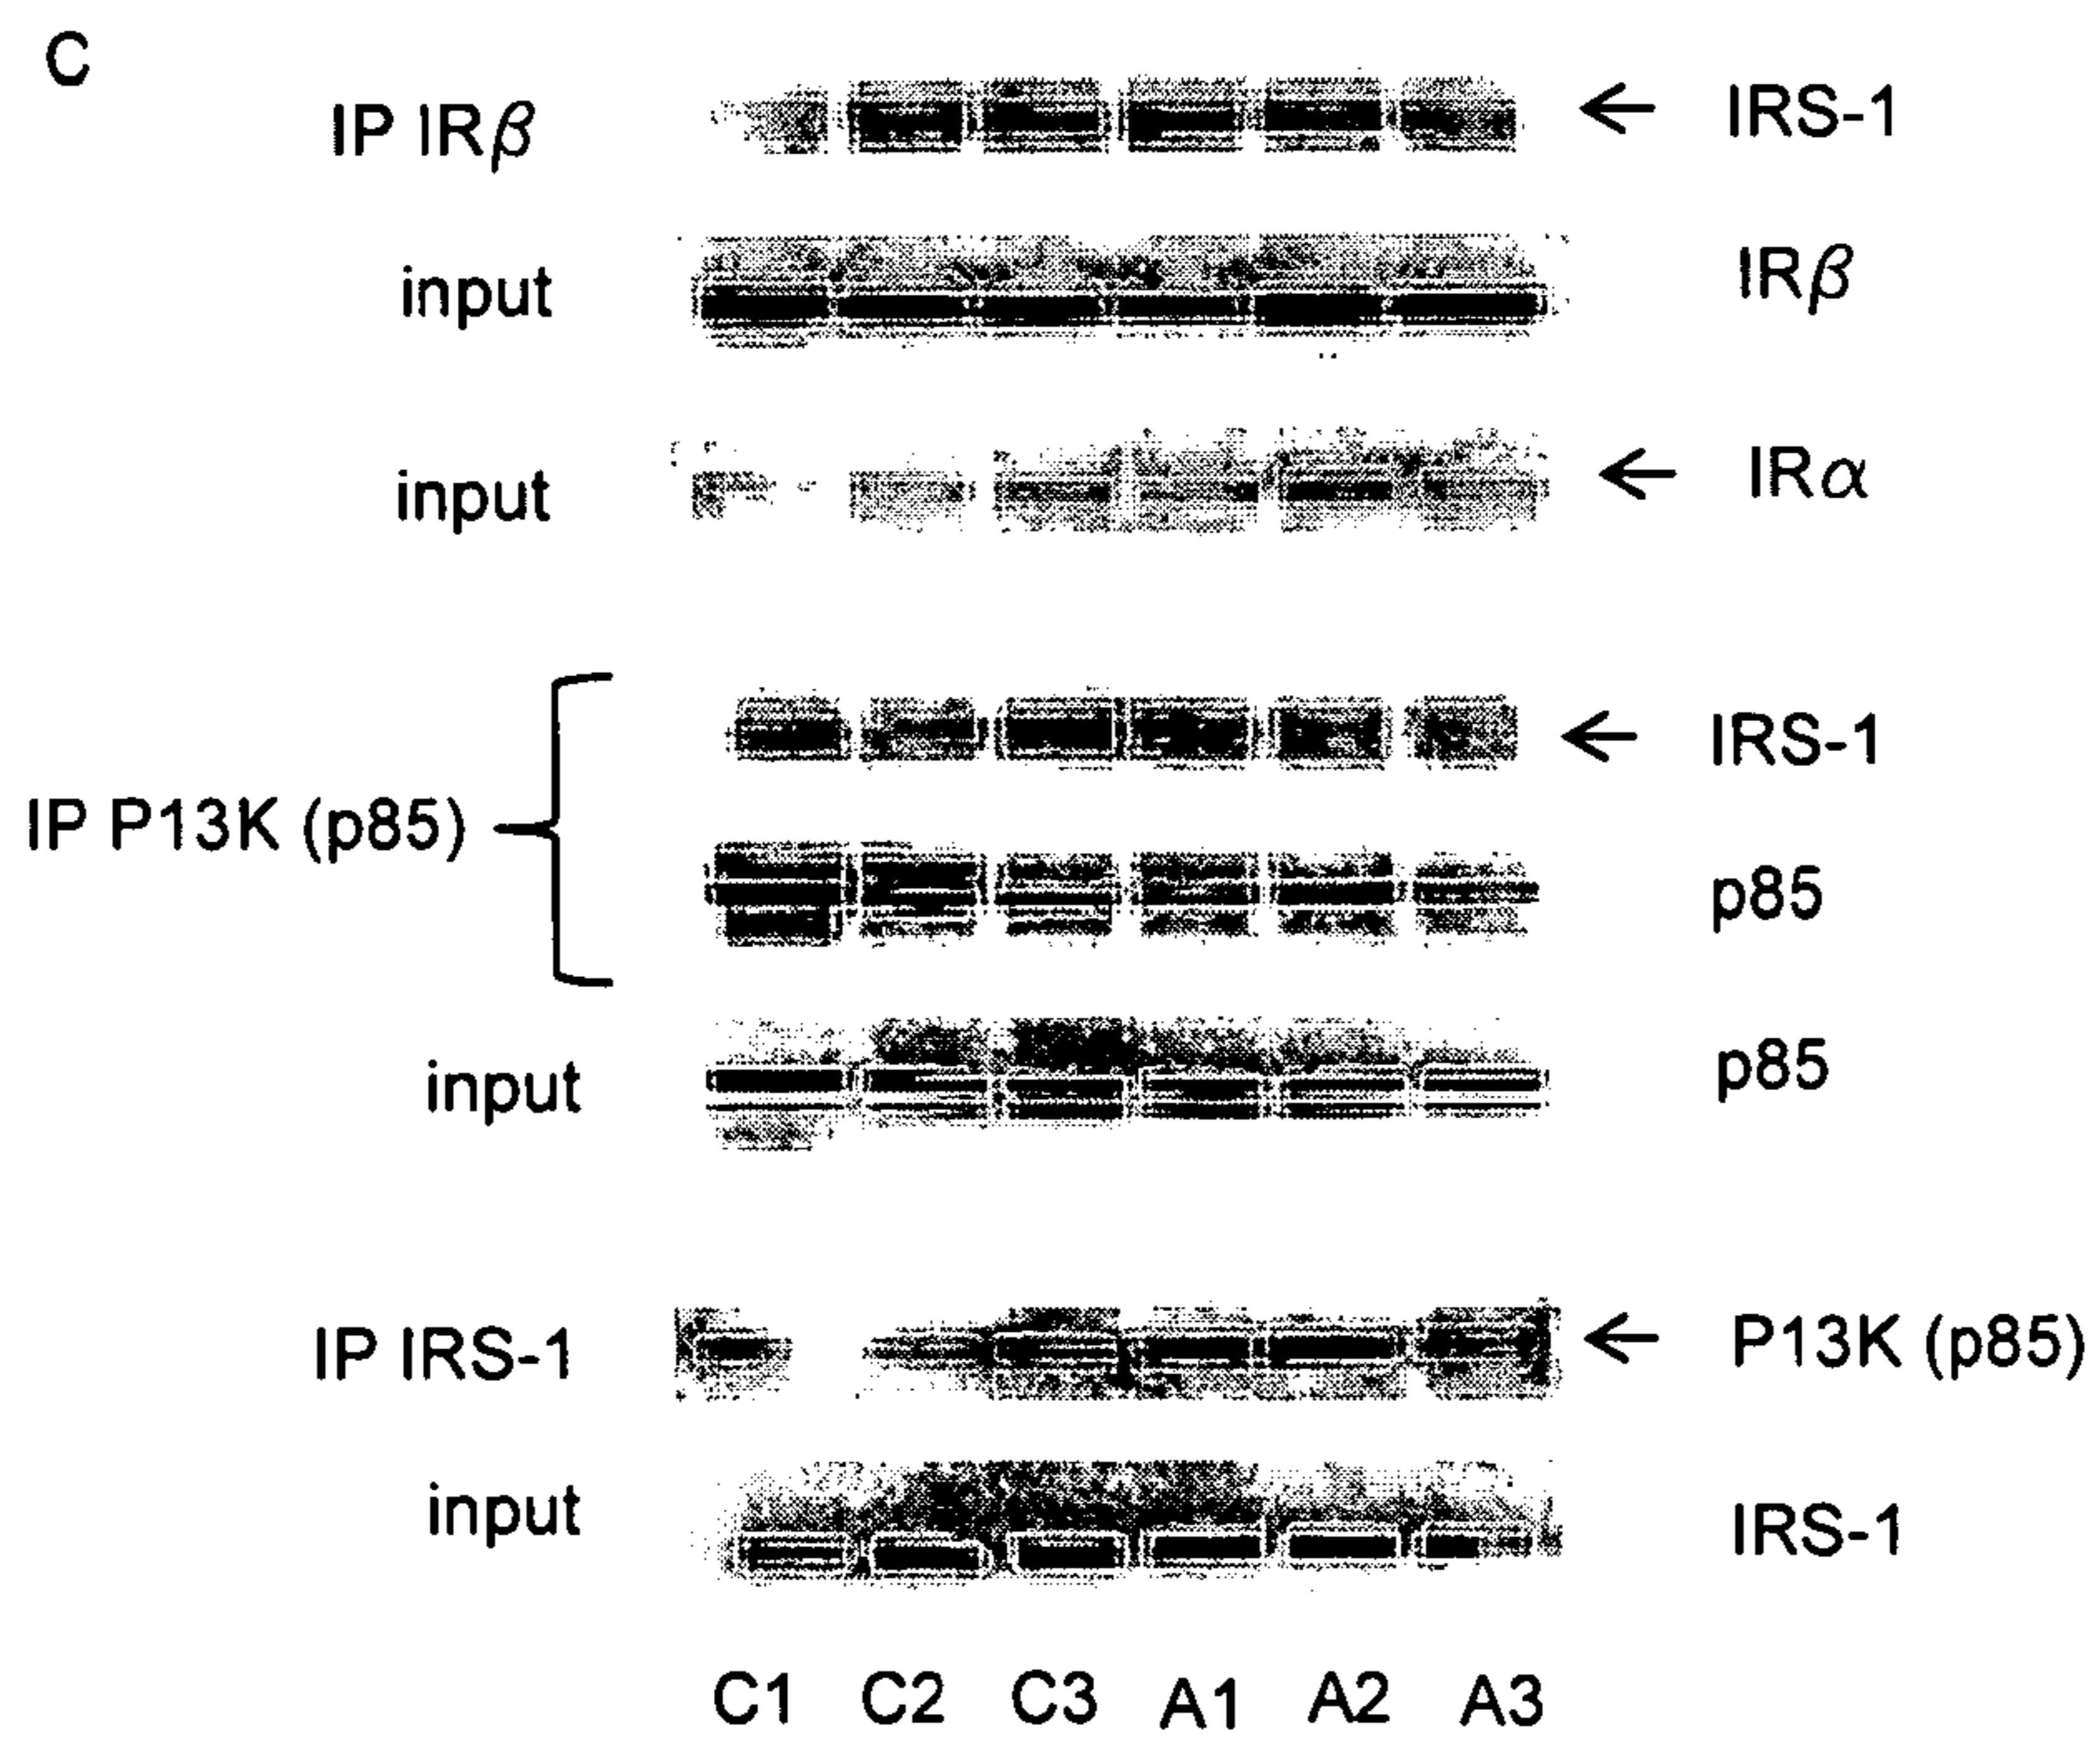 C
IP IRβ IRS-1
input IRβ
input IRα
IRS-1
IP P13K (p85)
p85
input p85
IP IRS-1 P13K (p85)
input IRS-1
C1 C2 C3 A1 A2 A3